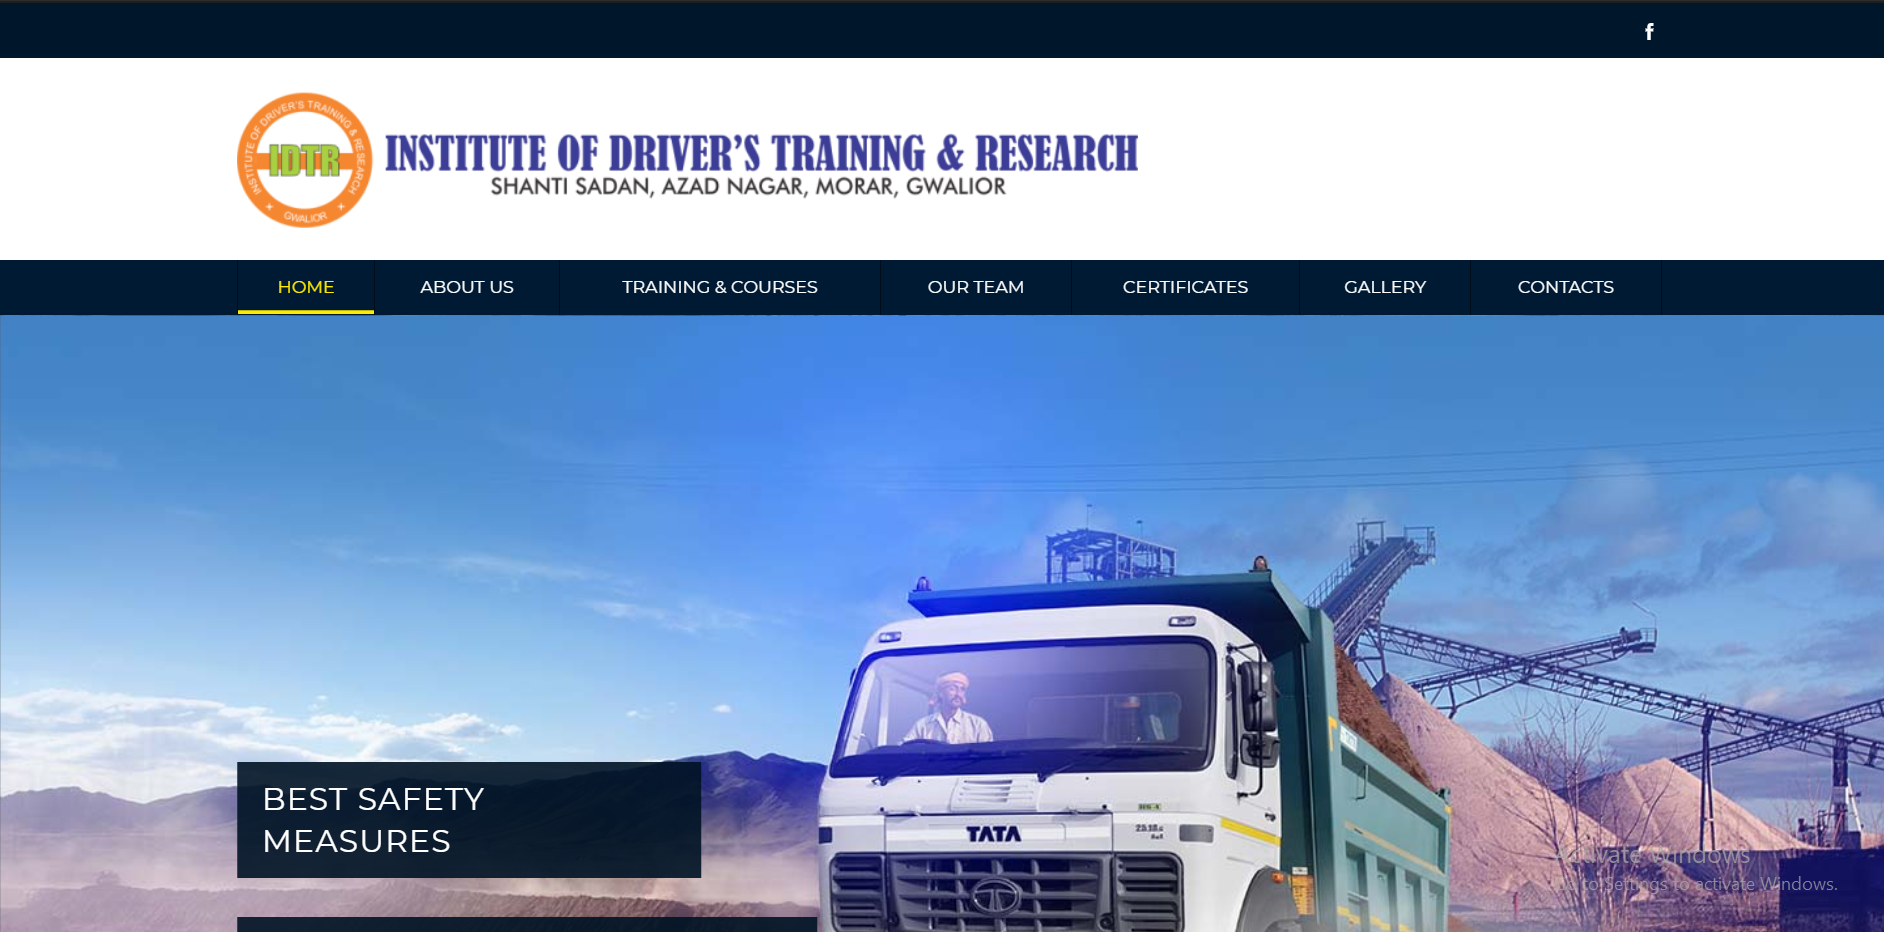 f
INSTITUTE OF DRIVER'S TRAINING & RESEARCH
IDTR
GWALIOR
INSTITUTE OF DRIVER'S TRAINING & RESEARCH
SHANTI SADAN, AZAD NAGAR, MORAR, GWALIOR
HOME
ABOUT US
TRAINING & COURSES
OUR TEAM
CERTIFICATES
GALLERY
CONTACTS
BEST SAFETY
MEASURES
TATA
Activate Windows
Go to Settings to activate Windows.